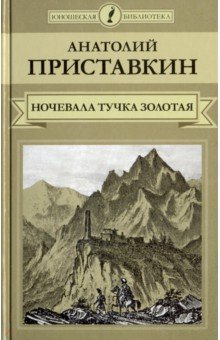 ЮНОШЕСКАЯ БИБЛИОТЕКА
АНАТОЛИЙ
ПРИСТАВКИН
НОЧЕВАЛА ТУЧКА ЗОЛОТАЯ